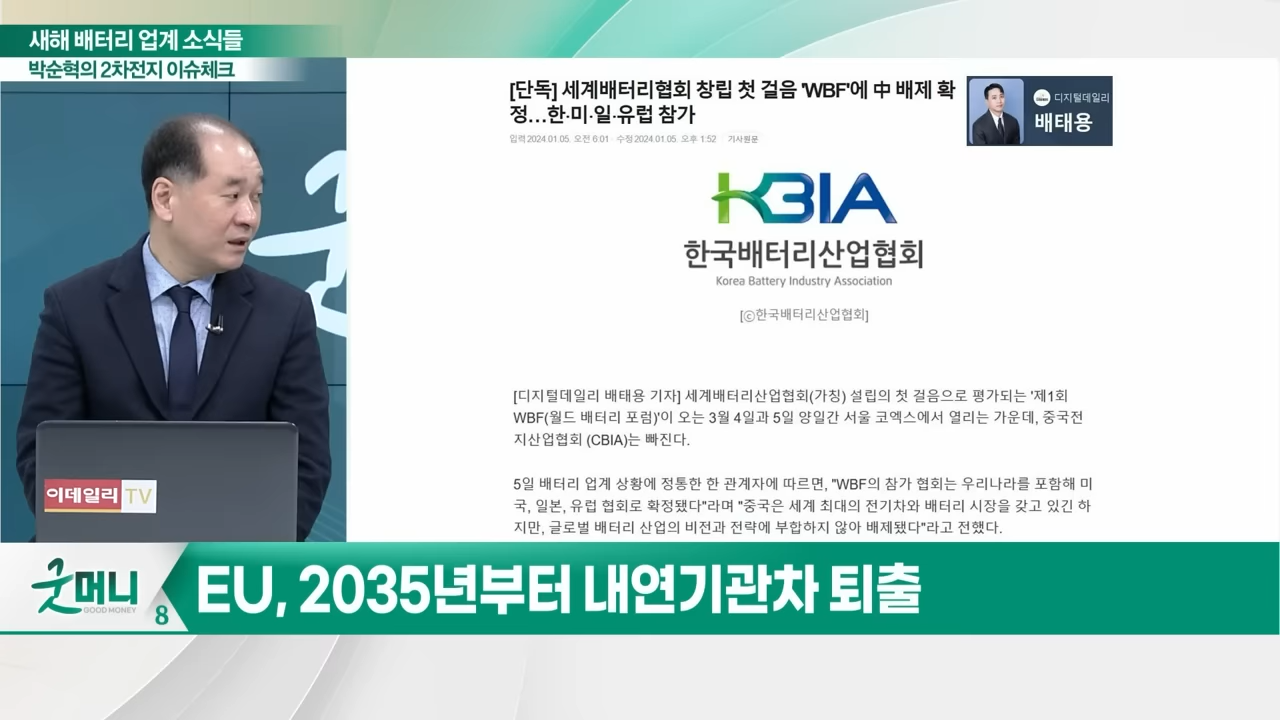 새해 배터리 업계 소식들
박순혁의 2차전지 이슈체크
[단독] 세계배터리협회 창립 첫 걸음 'WBF'에 中 배제 확
정…한·미·일·유럽 참가
입력 2024.01.05. 오전 6:01 · 수정 2024.01.05. 오후 1:52 기사원문
디지털데일리
배태용
KBIA
한국배터리산업협회
Korea Battery Industry Association
[ⓒ한국배터리산업협회]
[디지털데일리 배태용 기자] 세계배터리산업협회(가칭) 설립의 첫 걸음으로 평가되는 '제1회
WBF(월드 배터리 포럼)'이 오는 3월 4일과 5일 양일간 서울 코엑스에서 열리는 가운데, 중국전
지산업협회 (CBIA)는 빠진다.
5일 배터리 업계 상황에 정통한 한 관계자에 따르면, "WBF의 참가 협회는 우리나라를 포함해 미
국, 일본, 유럽 협회로 확정됐다"라며 "중국은 세계 최대의 전기차와 배터리 시장을 갖고 있긴 하
지만, 글로벌 배터리 산업의 비전과 전략에 부합하지 않아 배제됐다"라고 전했다.
이데일리TV
굿머니
GOOD MONEY
8
EU, 2035년부터 내연기관차 퇴출